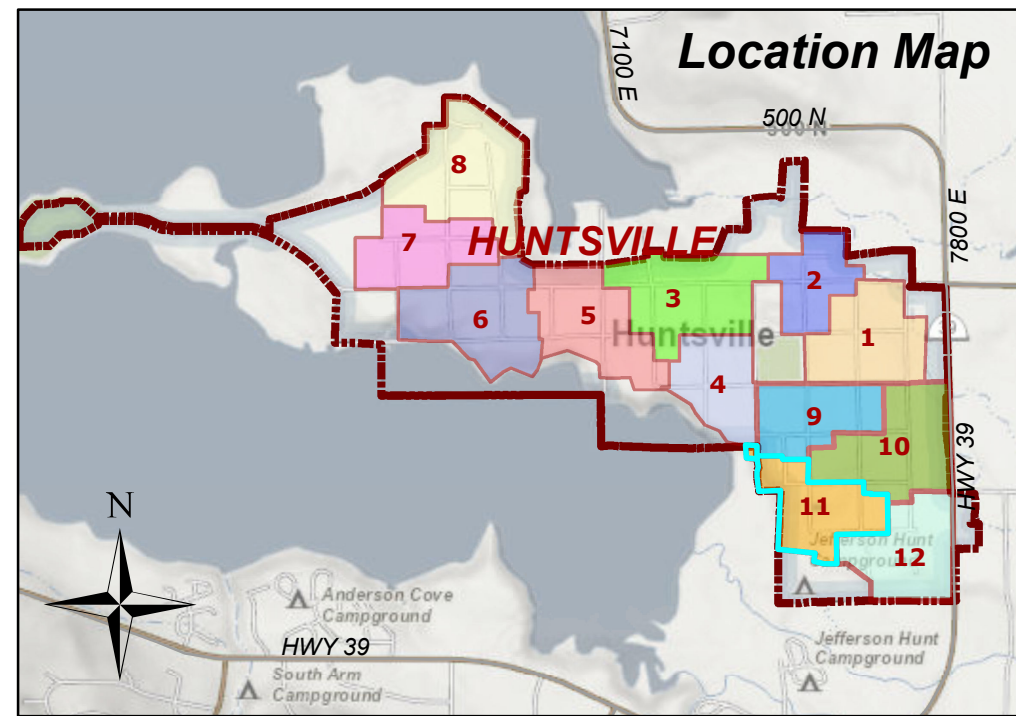 Location Map
7100 E
500 N
500 N
7800 E
8
7
HUNTSVILLE
2
3
6
5
Huntsville
1
39
4
9
10
HWY 39
11
Jefferson Hunt
Campground
12
N
Anderson Cove
Campground
HWY 39
Jefferson Hunt
Campground
South Arm
Campground